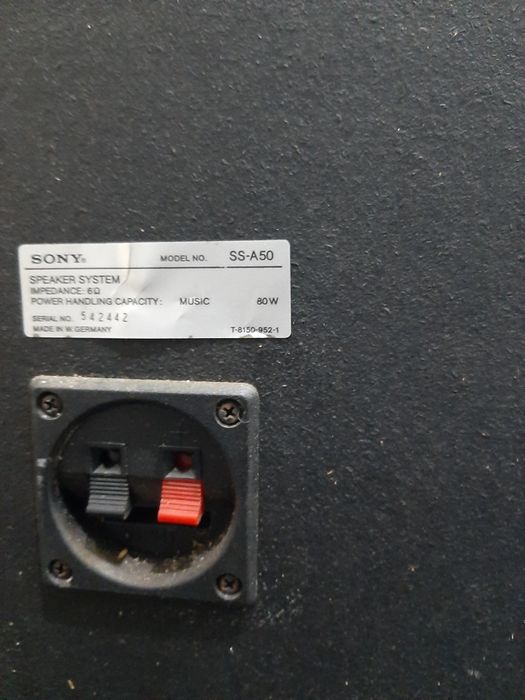 SONY® MODEL NO. SS-A50
SPEAKER SYSTEM
IMPEDANCE: 6Ω
POWER HANDLING CAPACITY: MUSIC 80W
SERIAL NO. 542442
MADE IN W. GERMANY T-8150-952-1